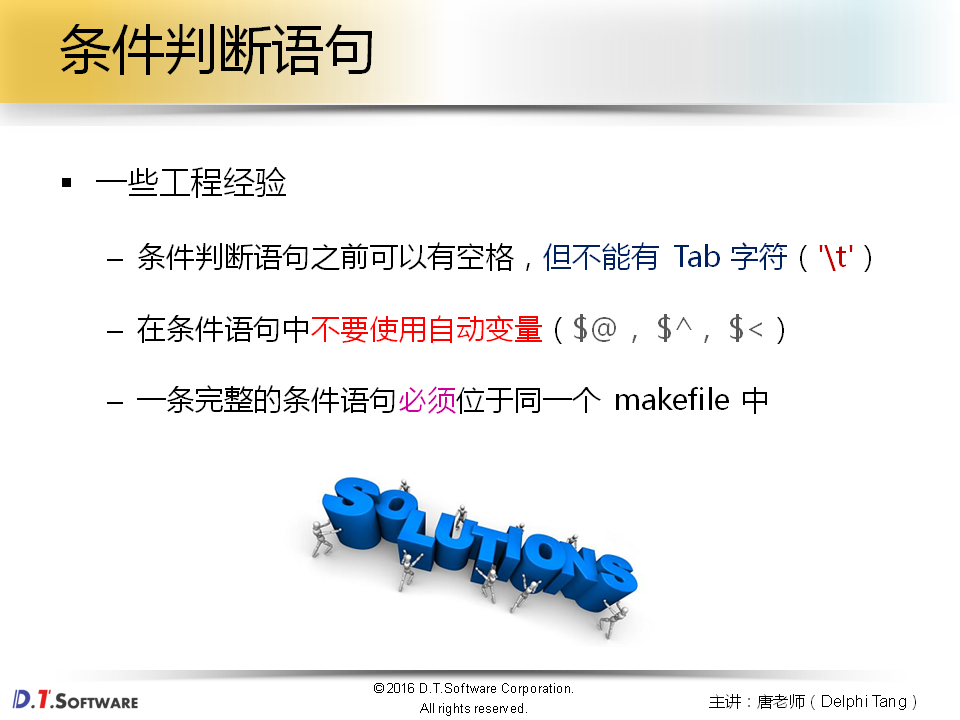 条件判断语句
▪ 一些工程经验
– 条件判断语句之前可以有空格，但不能有 Tab 字符（'\t'）
– 在条件语句中不要使用自动变量（$@，$^，$<）
– 一条完整的条件语句必须位于同一个 makefile 中
SOLUTIONS
D.T.SOFTWARE
©2016 D.T.Software Corporation.
All rights reserved.
主讲：唐老师（Delphi Tang）